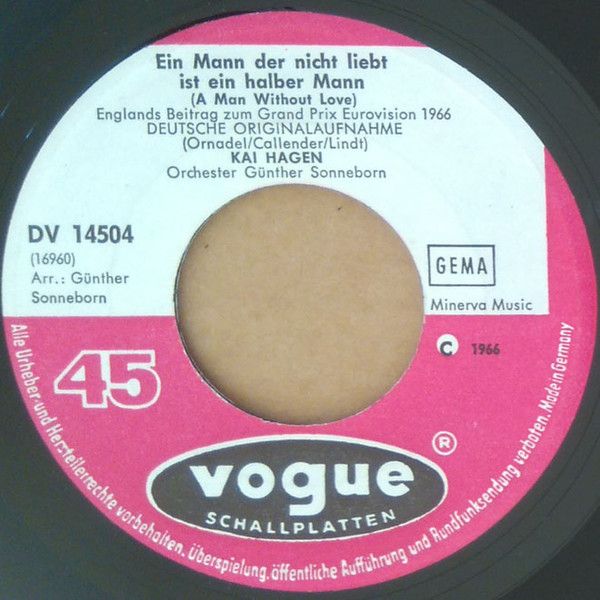 Ein Mann der nicht liebt
ist ein halber Mann
(A Man Without Love)
Englands Beitrag zum Grand Prix Eurovision 1966
DEUTSCHE ORIGINALAUFNAHME
(Ornadel/Callender/Lindt)
KAI HAGEN
Orchester Günther Sonneborn
DV 14504
(16960)
Arr.: Günther
Sonneborn
GEMA
Minerva Music
C 1966
45
vogue ®
SCHALLPLATTEN
Alle Urheber-und Herstellerrechte vorbehalten. Überspielung, öffentliche Aufführung und Rundfunksendung verboten. Made in Germany